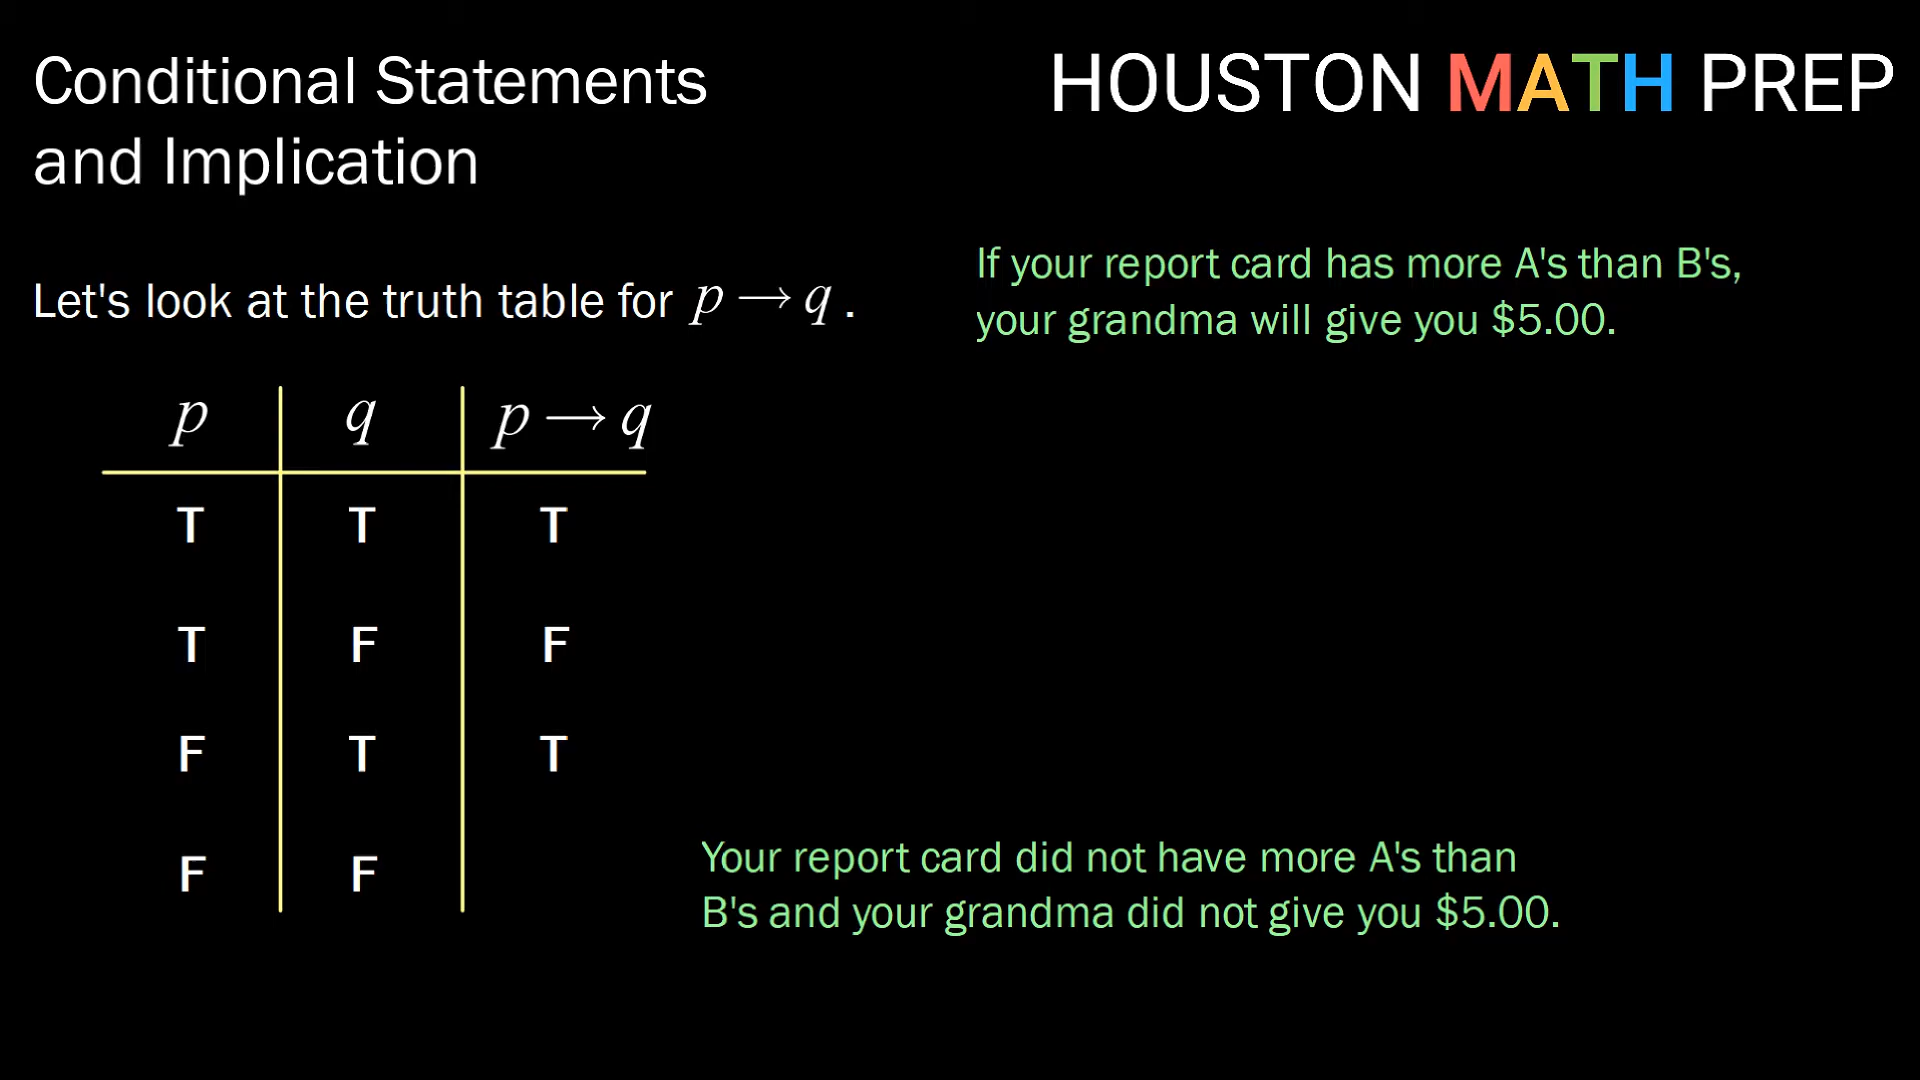 Conditional Statements
and Implication
HOUSTON MATH PREP
Let's look at the truth table for p → q .
If your report card has more A's than B's,
your grandma will give you $5.00.
p q p → q
T T T
T F F
F T T
F F
Your report card did not have more A's than
B's and your grandma did not give you $5.00.